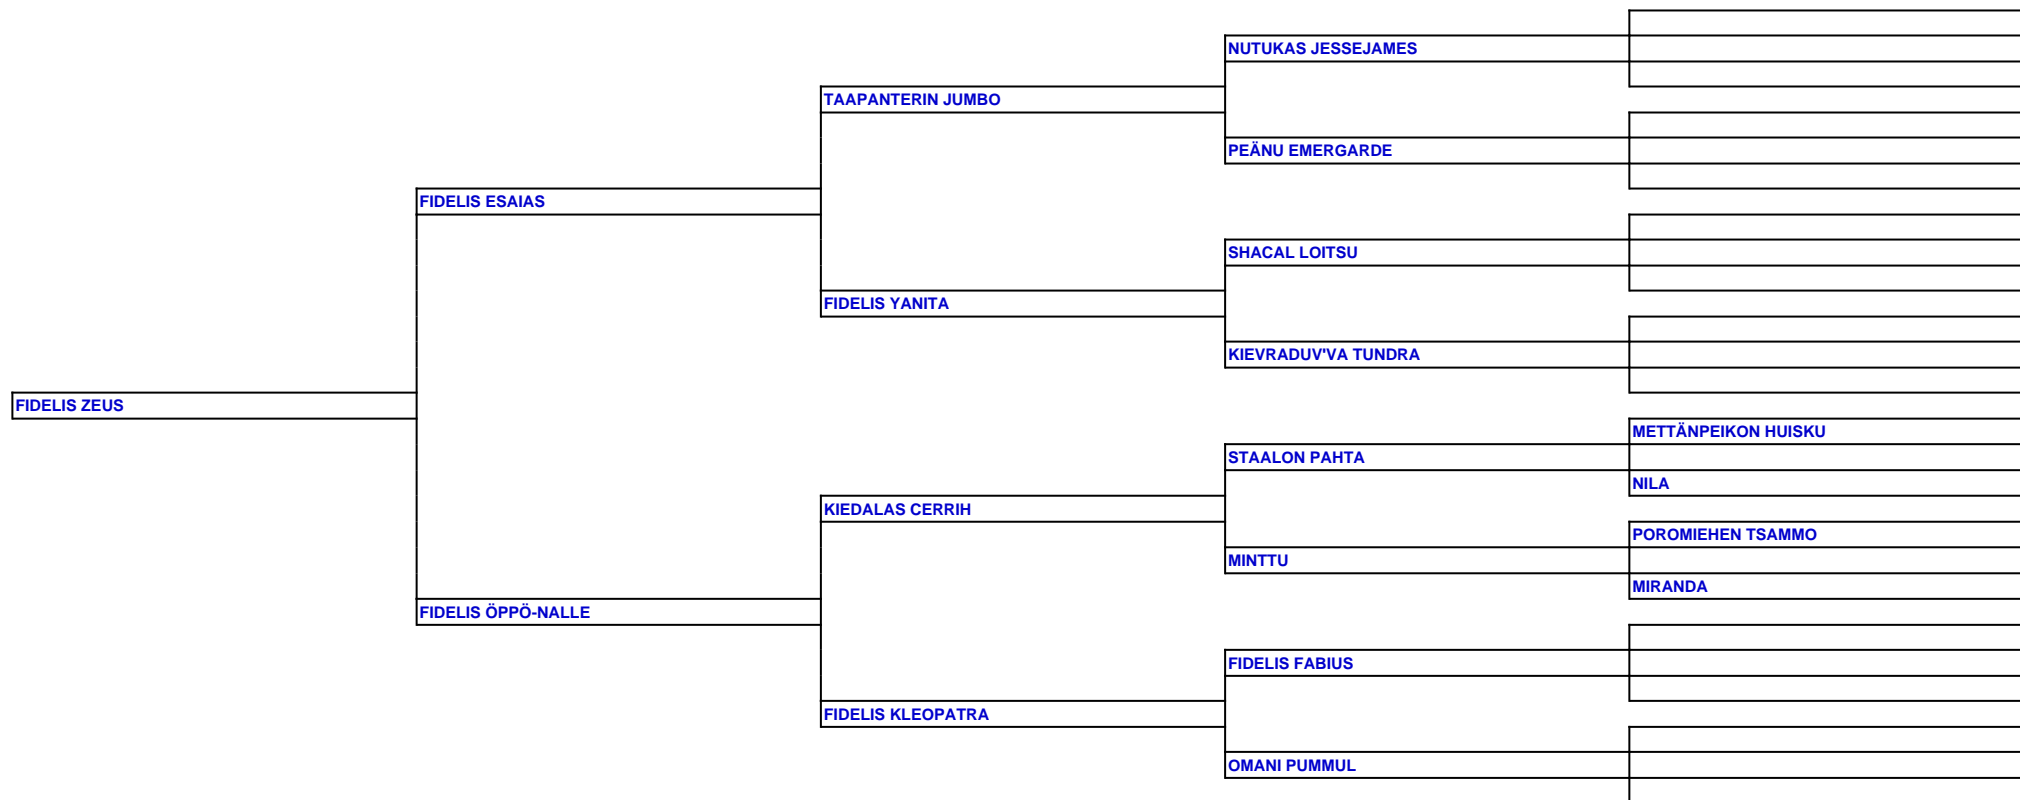 NUTUKAS JESSEJAMES
TAAPANTERIN JUMBO
PEÄNU EMERGARDE
FIDELIS ESAIAS
SHACAL LOITSU
FIDELIS YANITA
KIEVRADUV'VA TUNDRA
FIDELIS ZEUS
METTÄNPEIKON HUISKU
STAALON PAHTA
NILA
KIEDALAS CERRIH
POROMIEHEN TSAMMO
MINTTU
MIRANDA
FIDELIS ÖPPÖ-NALLE
FIDELIS FABIUS
FIDELIS KLEOPATRA
OMANI PUMMUL